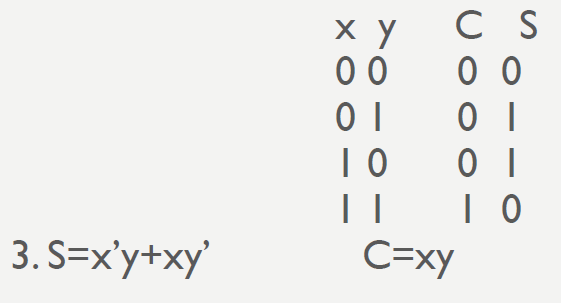 x y C S
0 0 0 0
0 1 0 1
1 0 0 1
1 1 1 0
3. S=x’y+xy’ C=xy